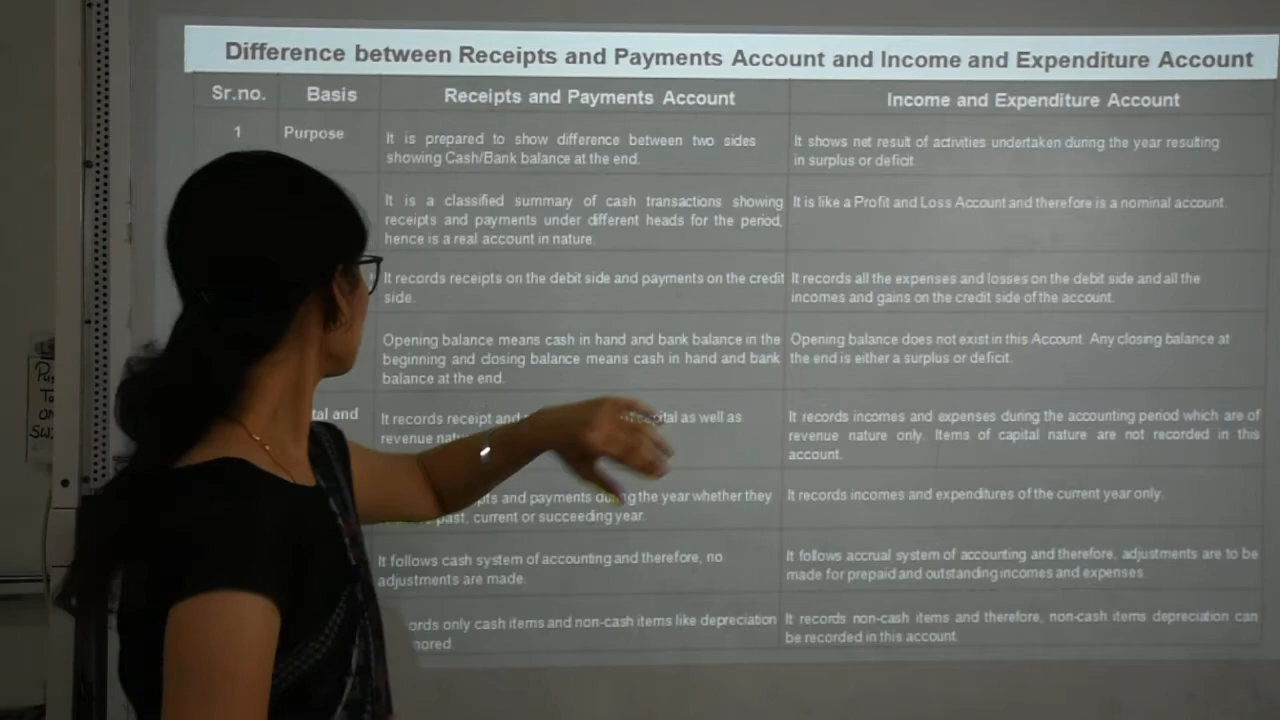 Difference between Receipts and Payments Account and Income and Expenditure Account
Sr.no. Basis Receipts and Payments Account Income and Expenditure Account
1 Purpose
It is prepared to show difference between two sides
showing Cash/Bank balance at the end.
It shows net result of activities undertaken during the year resulting
in surplus or deficit.
It is a classified summary of cash transactions showing
receipts and payments under different heads for the period,
hence is a real account in nature.
It is like a Profit and Loss Account and therefore is a nominal account.
It records receipts on the debit side and payments on the credit
side.
It records all the expenses and losses on the debit side and all the
incomes and gains on the credit side of the account.
Opening balance means cash in hand and bank balance in the
beginning and closing balance means cash in hand and bank
balance at the end.
Opening balance does not exist in this Account. Any closing balance at
the end is either a surplus or deficit.
and
It records receipt and as well as
revenue
It records incomes and expenses during the accounting period which are of
revenue nature only. Items of capital nature are not recorded in this
account.
and payments during the year whether they
past, current or succeeding year.
It records incomes and expenditures of the current year only.
It follows cash system of accounting and therefore, no
adjustments are made.
It follows accrual system of accounting and therefore, adjustments are to be
made for prepaid and outstanding incomes and expenses.
only cash items and non-cash items like depreciation
It records non-cash items and therefore, non-cash items depreciation can
be recorded in this account.